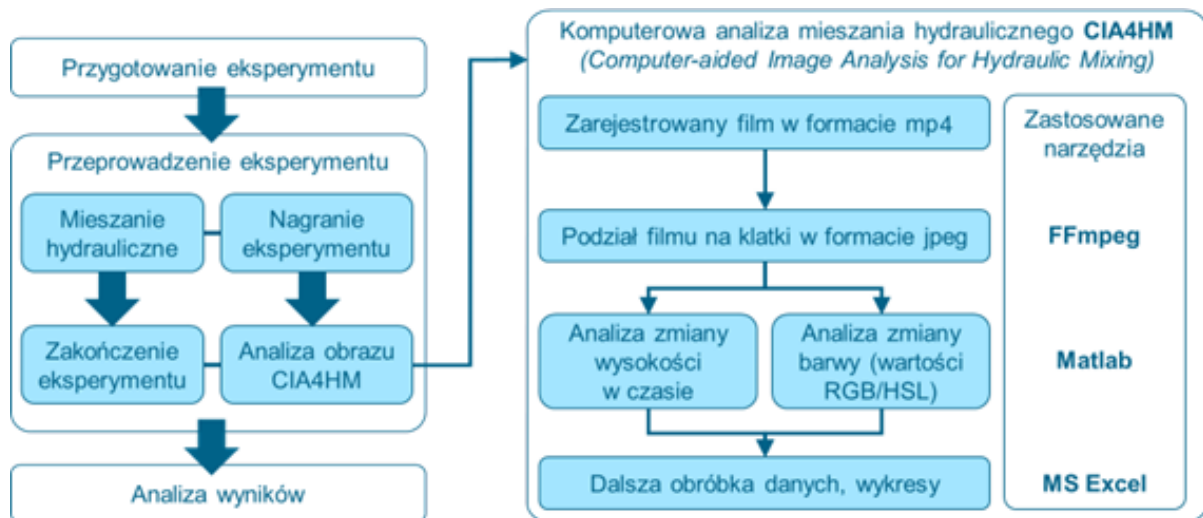 Przygotowanie eksperymentu
Przeprowadzenie eksperymentu
Mieszanie
hydrauliczne
Nagranie
eksperymentu
Zakończenie
eksperymentu
Analiza obrazu
CIA4HM
Analiza wyników
Komputerowa analiza mieszania hydraulicznego CIA4HM
(Computer-aided Image Analysis for Hydraulic Mixing)
Zarejestrowany film w formacie mp4
Podział filmu na klatki w formacie jpeg
Analiza zmiany
wysokości
w czasie
Analiza zmiany
barwy (wartości
RGB/HSL)
Dalsza obróbka danych, wykresy
Zastosowane
narzędzia
FFmpeg
Matlab
MS Excel